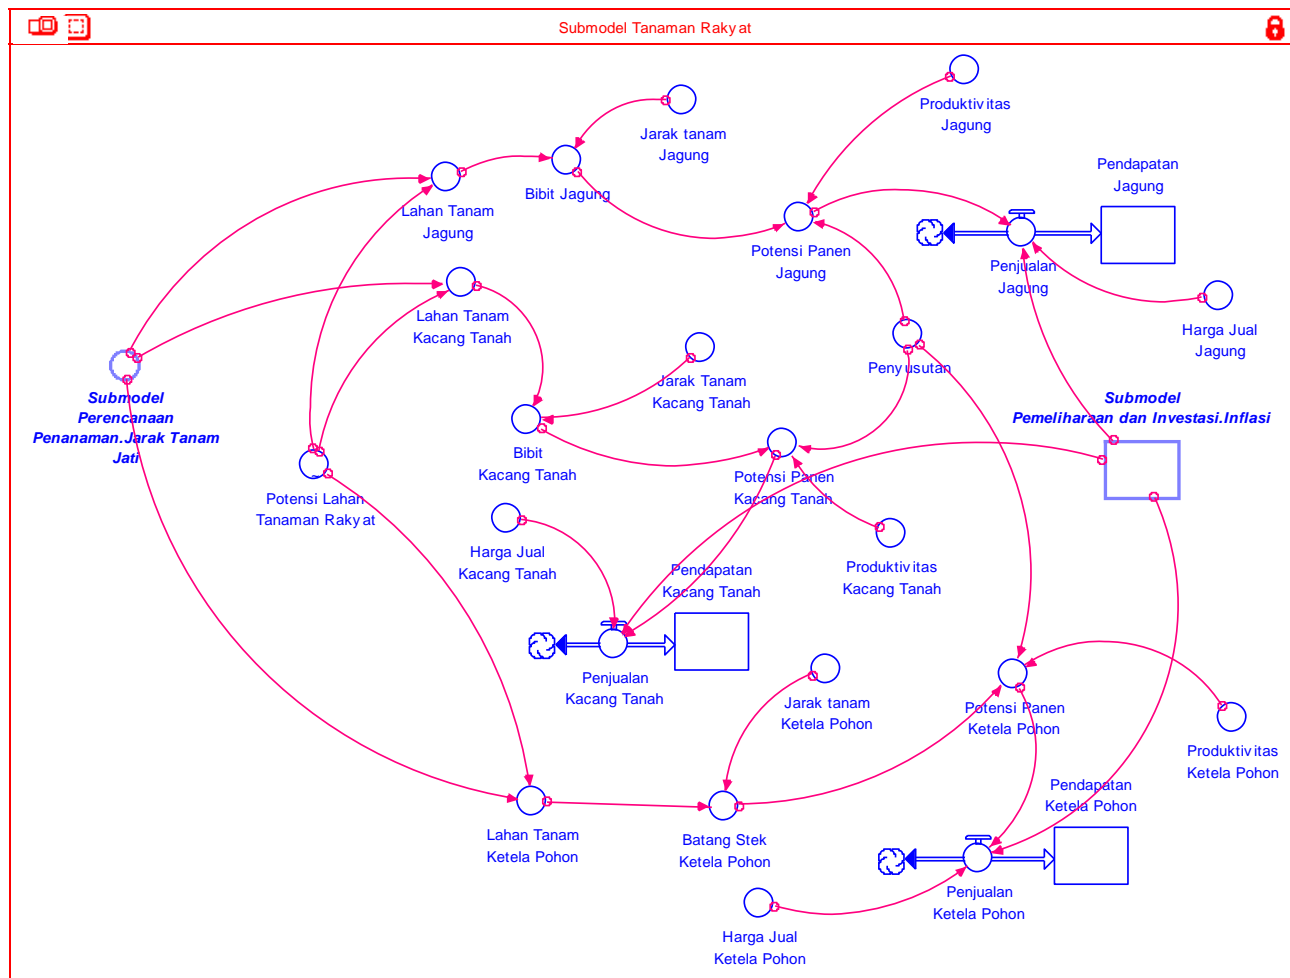 Submodel Tanaman Rakyat
Produktivitas
Jagung
Jarak tanam
Jagung
Pendapatan
Jagung
Bibit Jagung
Lahan Tanam
Jagung
Potensi Panen
Jagung
Penjualan
Jagung
Lahan Tanam
Kacang Tanah
Harga Jual
Jagung
Penyusutan
Jarak Tanam
Kacang Tanah
Submodel
Perencanaan
Penanaman.Jarak Tanam
Jati
Submodel
Pemeliharaan dan Investasi.Inflasi
Bibit
Kacang Tanah
Potensi Panen
Kacang Tanah
Potensi Lahan
Tanaman Rakyat
Harga Jual
Kacang Tanah
Pendapatan
Kacang Tanah
Produktivitas
Kacang Tanah
Penjualan
Kacang Tanah
Jarak tanam
Ketela Pohon
Potensi Panen
Ketela Pohon
Produktivitas
Ketela Pohon
Pendapatan
Ketela Pohon
Lahan Tanam
Ketela Pohon
Batang Stek
Ketela Pohon
Penjualan
Ketela Pohon
Harga Jual
Ketela Pohon